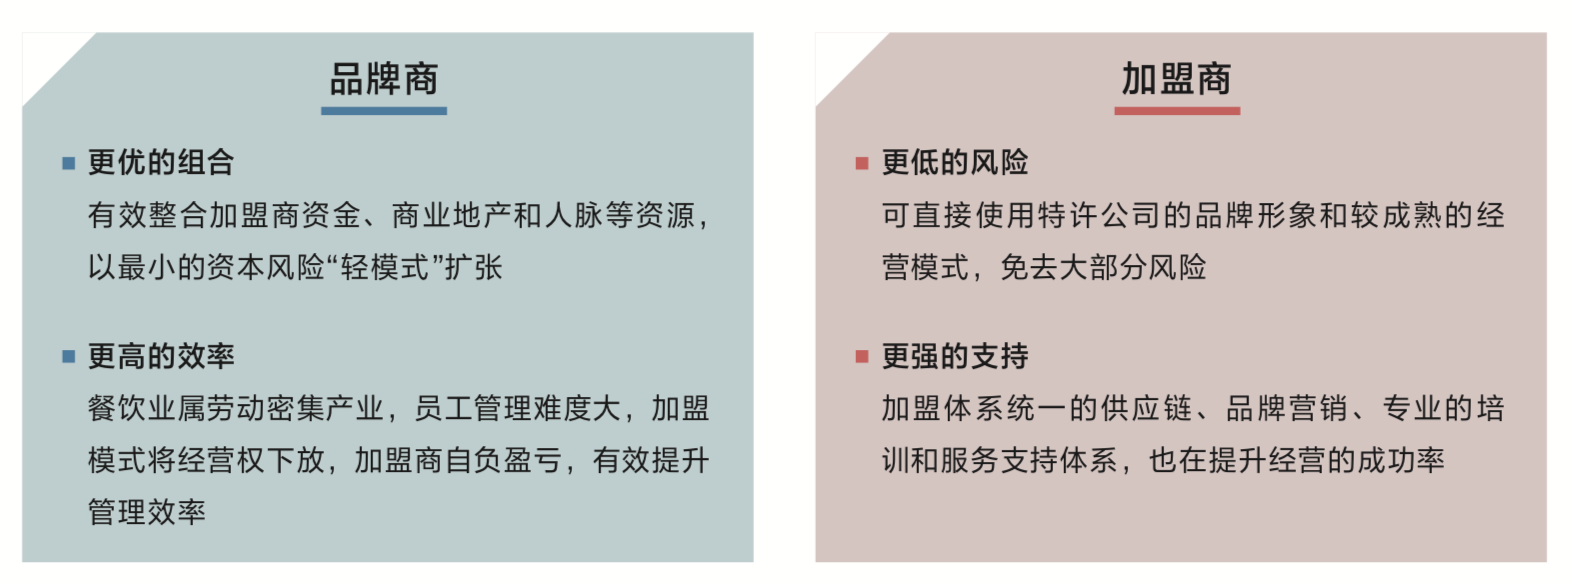 品牌商
更优的组合
有效整合加盟商资金、商业地产和人脉等资源，
以最小的资本风险“轻模式”扩张
更高的效率
餐饮业属劳动密集产业，员工管理难度大，加盟
模式将经营权下放，加盟商自负盈亏，有效提升
管理效率
加盟商
更低的风险
可直接使用特许公司的品牌形象和较成熟的经
营模式，免去大部分风险
更强的支持
加盟体系统一的供应链、品牌营销、专业的培
训和服务支持体系，也在提升经营的成功率